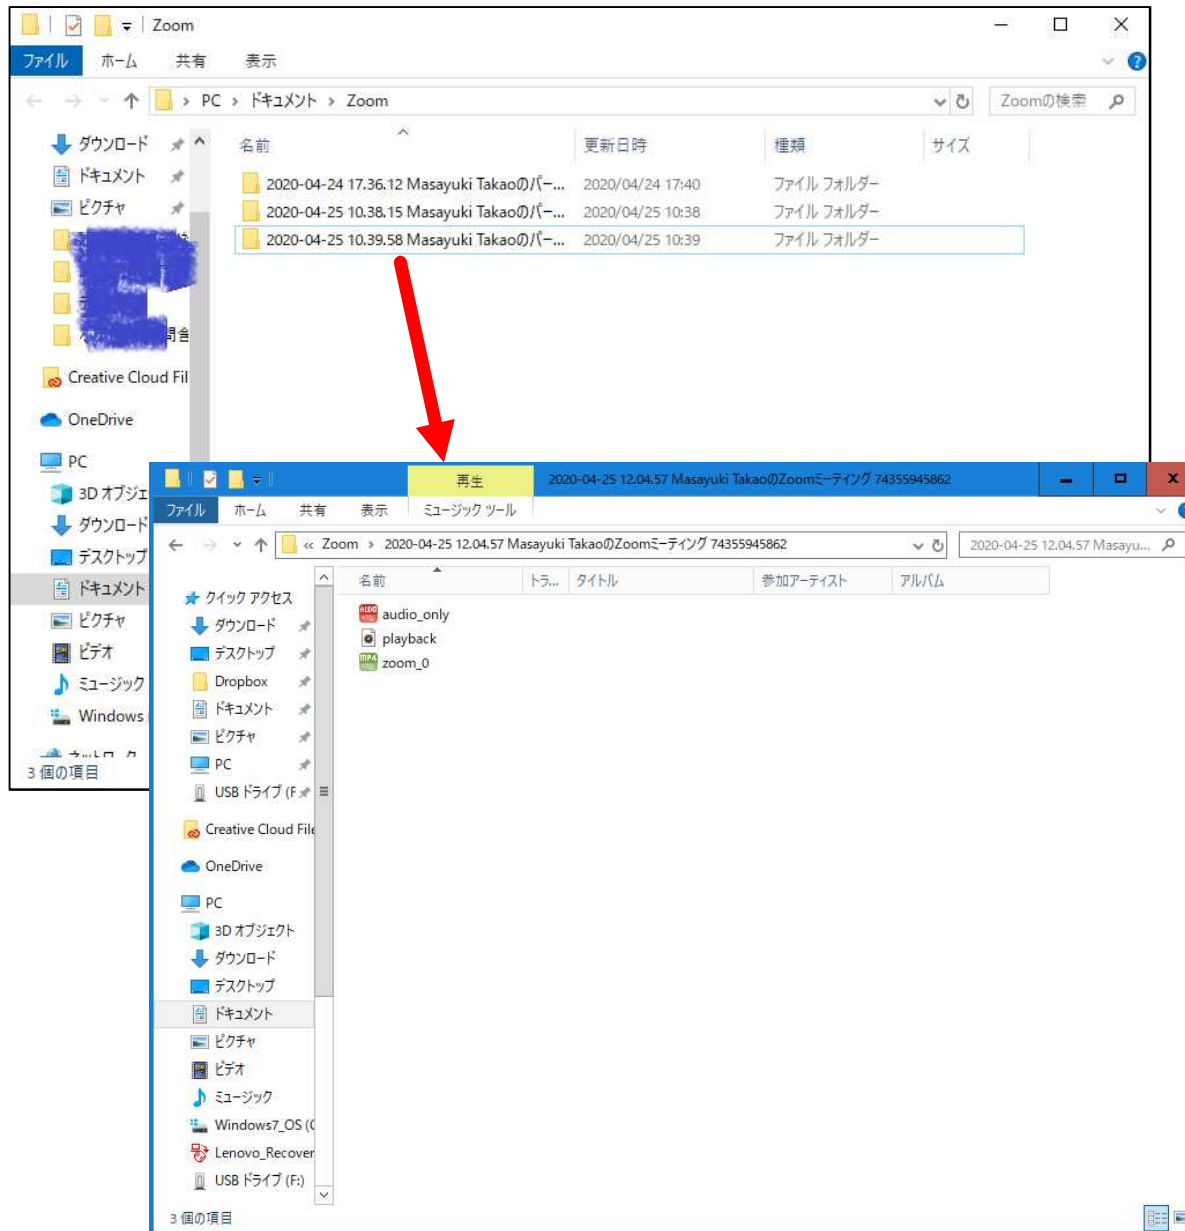 Zoom
ファイル ホーム 共有 表示
PC › ドキュメント › Zoom
Zoomの検索
名前 更新日時 種類 サイズ
2020-04-24 17.36.12 Masayuki Takaoのパー... 2020/04/24 17:40 ファイル フォルダー
2020-04-25 10.38.15 Masayuki Takaoのパー... 2020/04/25 10:38 ファイル フォルダー
2020-04-25 10.39.58 Masayuki Takaoのパー... 2020/04/25 10:39 ファイル フォルダー
ダウンロード
ドキュメント
ピクチャ
Creative Cloud Fil
OneDrive
PC
3D オブジェ
ダウンロード
デスクトップ
ドキュメント
ピクチャ
ビデオ
ミュージック
Windows
ネットワーク
3 個の項目
再生 2020-04-25 12.04.57 Masayuki TakaoのZoomミーティング 74355945862
ファイル ホーム 共有 表示 ミュージック ツール
« Zoom › 2020-04-25 12.04.57 Masayuki TakaoのZoomミーティング 74355945862
2020-04-25 12.04.57 Masayu...
名前 トラ... タイトル 参加アーティスト アルバム
audio_only
playback
zoom_0
クイック アクセス
ダウンロード
デスクトップ
Dropbox
ドキュメント
ピクチャ
PC
USB ドライブ (F
Creative Cloud File
OneDrive
PC
3D オブジェクト
ダウンロード
デスクトップ
ドキュメント
ピクチャ
ビデオ
ミュージック
Windows7_OS (C
Lenovo_Recover
USB ドライブ (F:)
3 個の項目